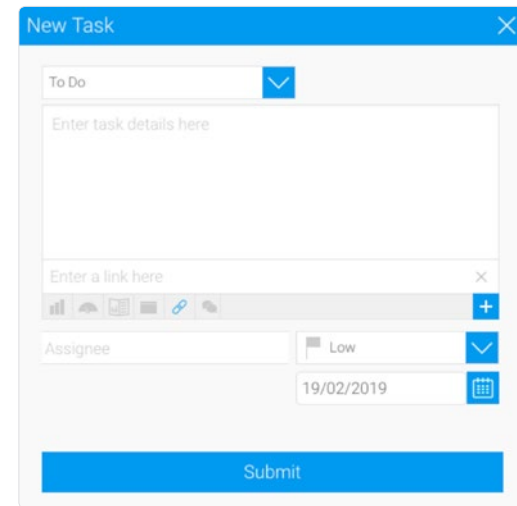 New Task
To Do
Enter task details here
Enter a link here
Assignee
Low
19/02/2019
Submit